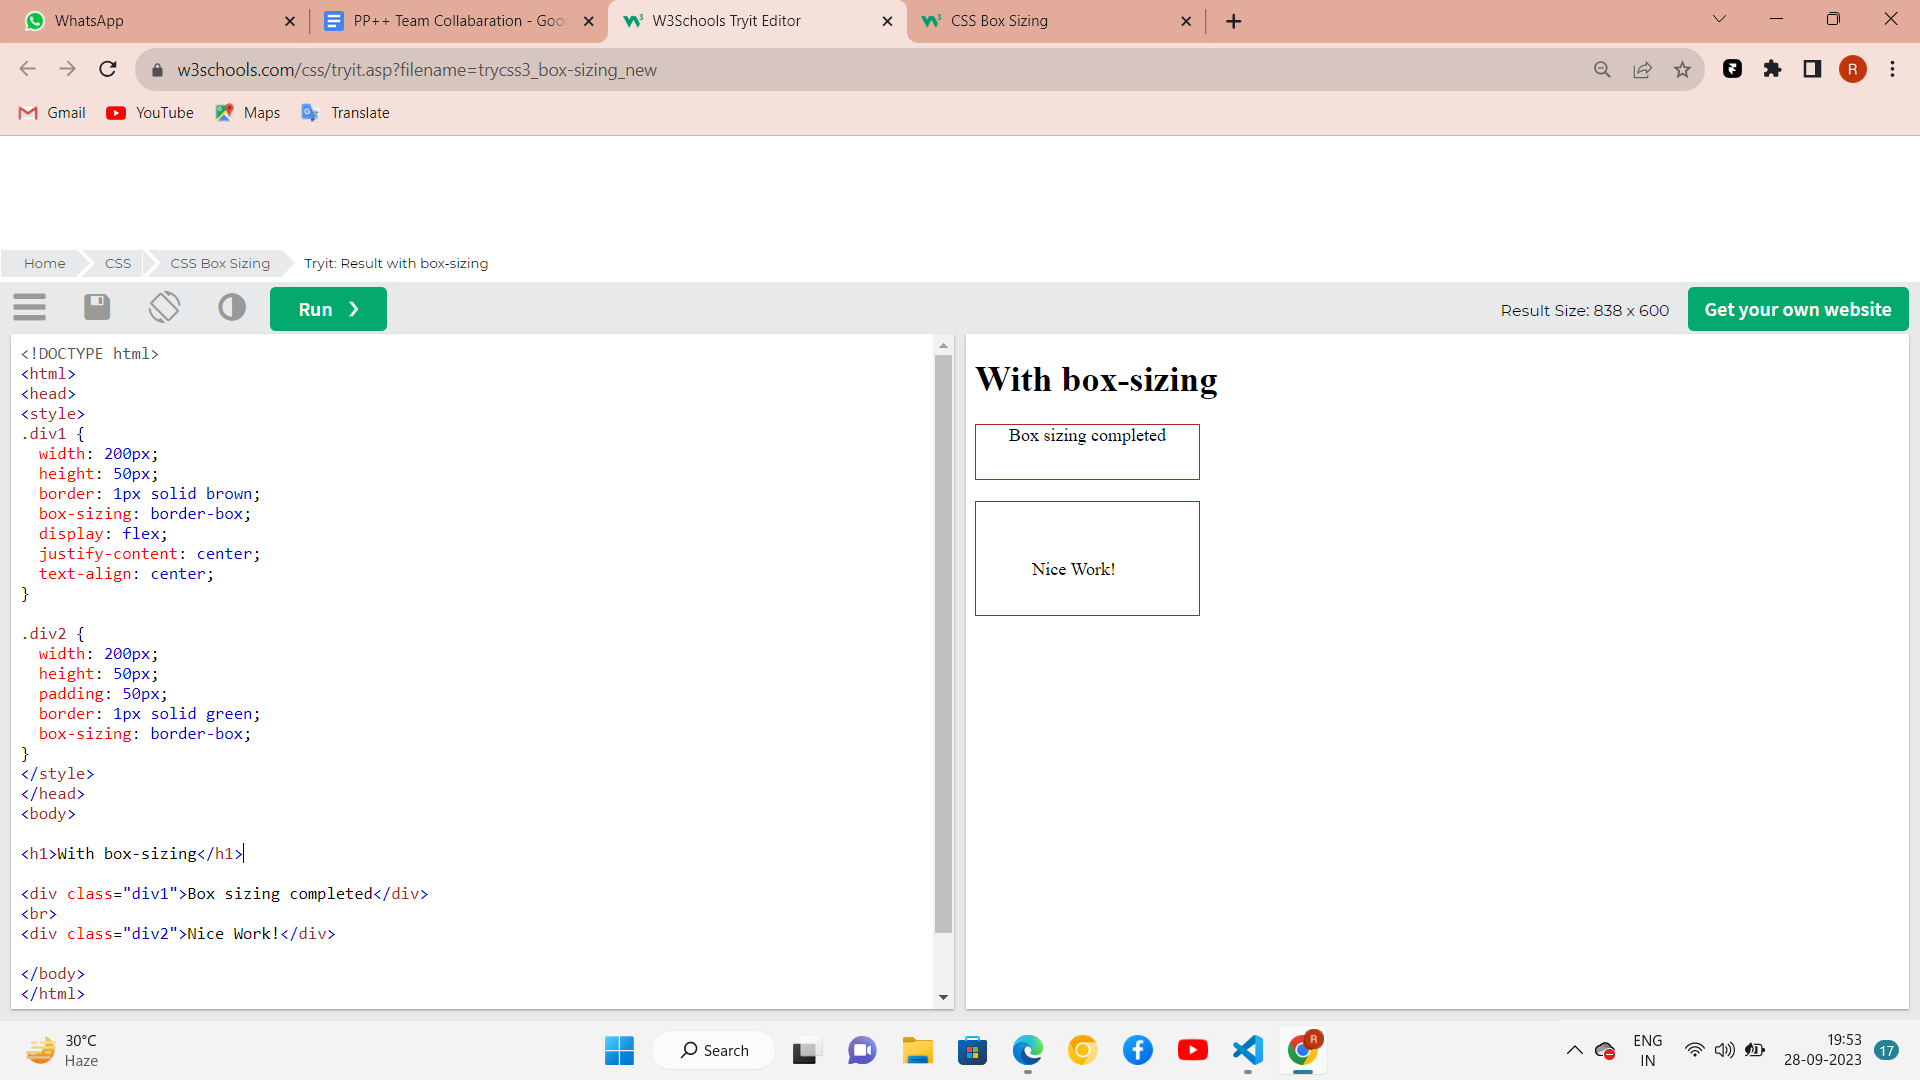 WhatsApp
PP++ Team Collabaration - Goo
W3Schools Tryit Editor
CSS Box Sizing
w3schools.com/css/tryit.asp?filename=trycss3_box-sizing_new
R
Gmail
YouTube
Maps
Translate
Home
CSS
CSS Box Sizing
Tryit: Result with box-sizing
Run ❯
Result Size: 838 x 600
Get your own website
<!DOCTYPE html>
<html>
<head>
<style>
.div1 {
  width: 200px;
  height: 50px;
  border: 1px solid brown;
  box-sizing: border-box;
  display: flex;
  justify-content: center;
  text-align: center;
}
.div2 {
  width: 200px;
  height: 50px;
  padding: 50px;
  border: 1px solid green;
  box-sizing: border-box;
}
</style>
</head>
<body>
<h1>With box-sizing</h1>
<div class="div1">Box sizing completed</div>
<br>
<div class="div2">Nice Work!</div>
</body>
</html>
With box-sizing
Box sizing completed
Nice Work!
30°C
Haze
Search
R
ENG
IN
19:53
28-09-2023
17